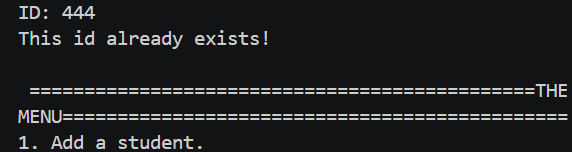 ID: 444
This id already exists!
==============================================THE
MENU==============================================
1. Add a student.